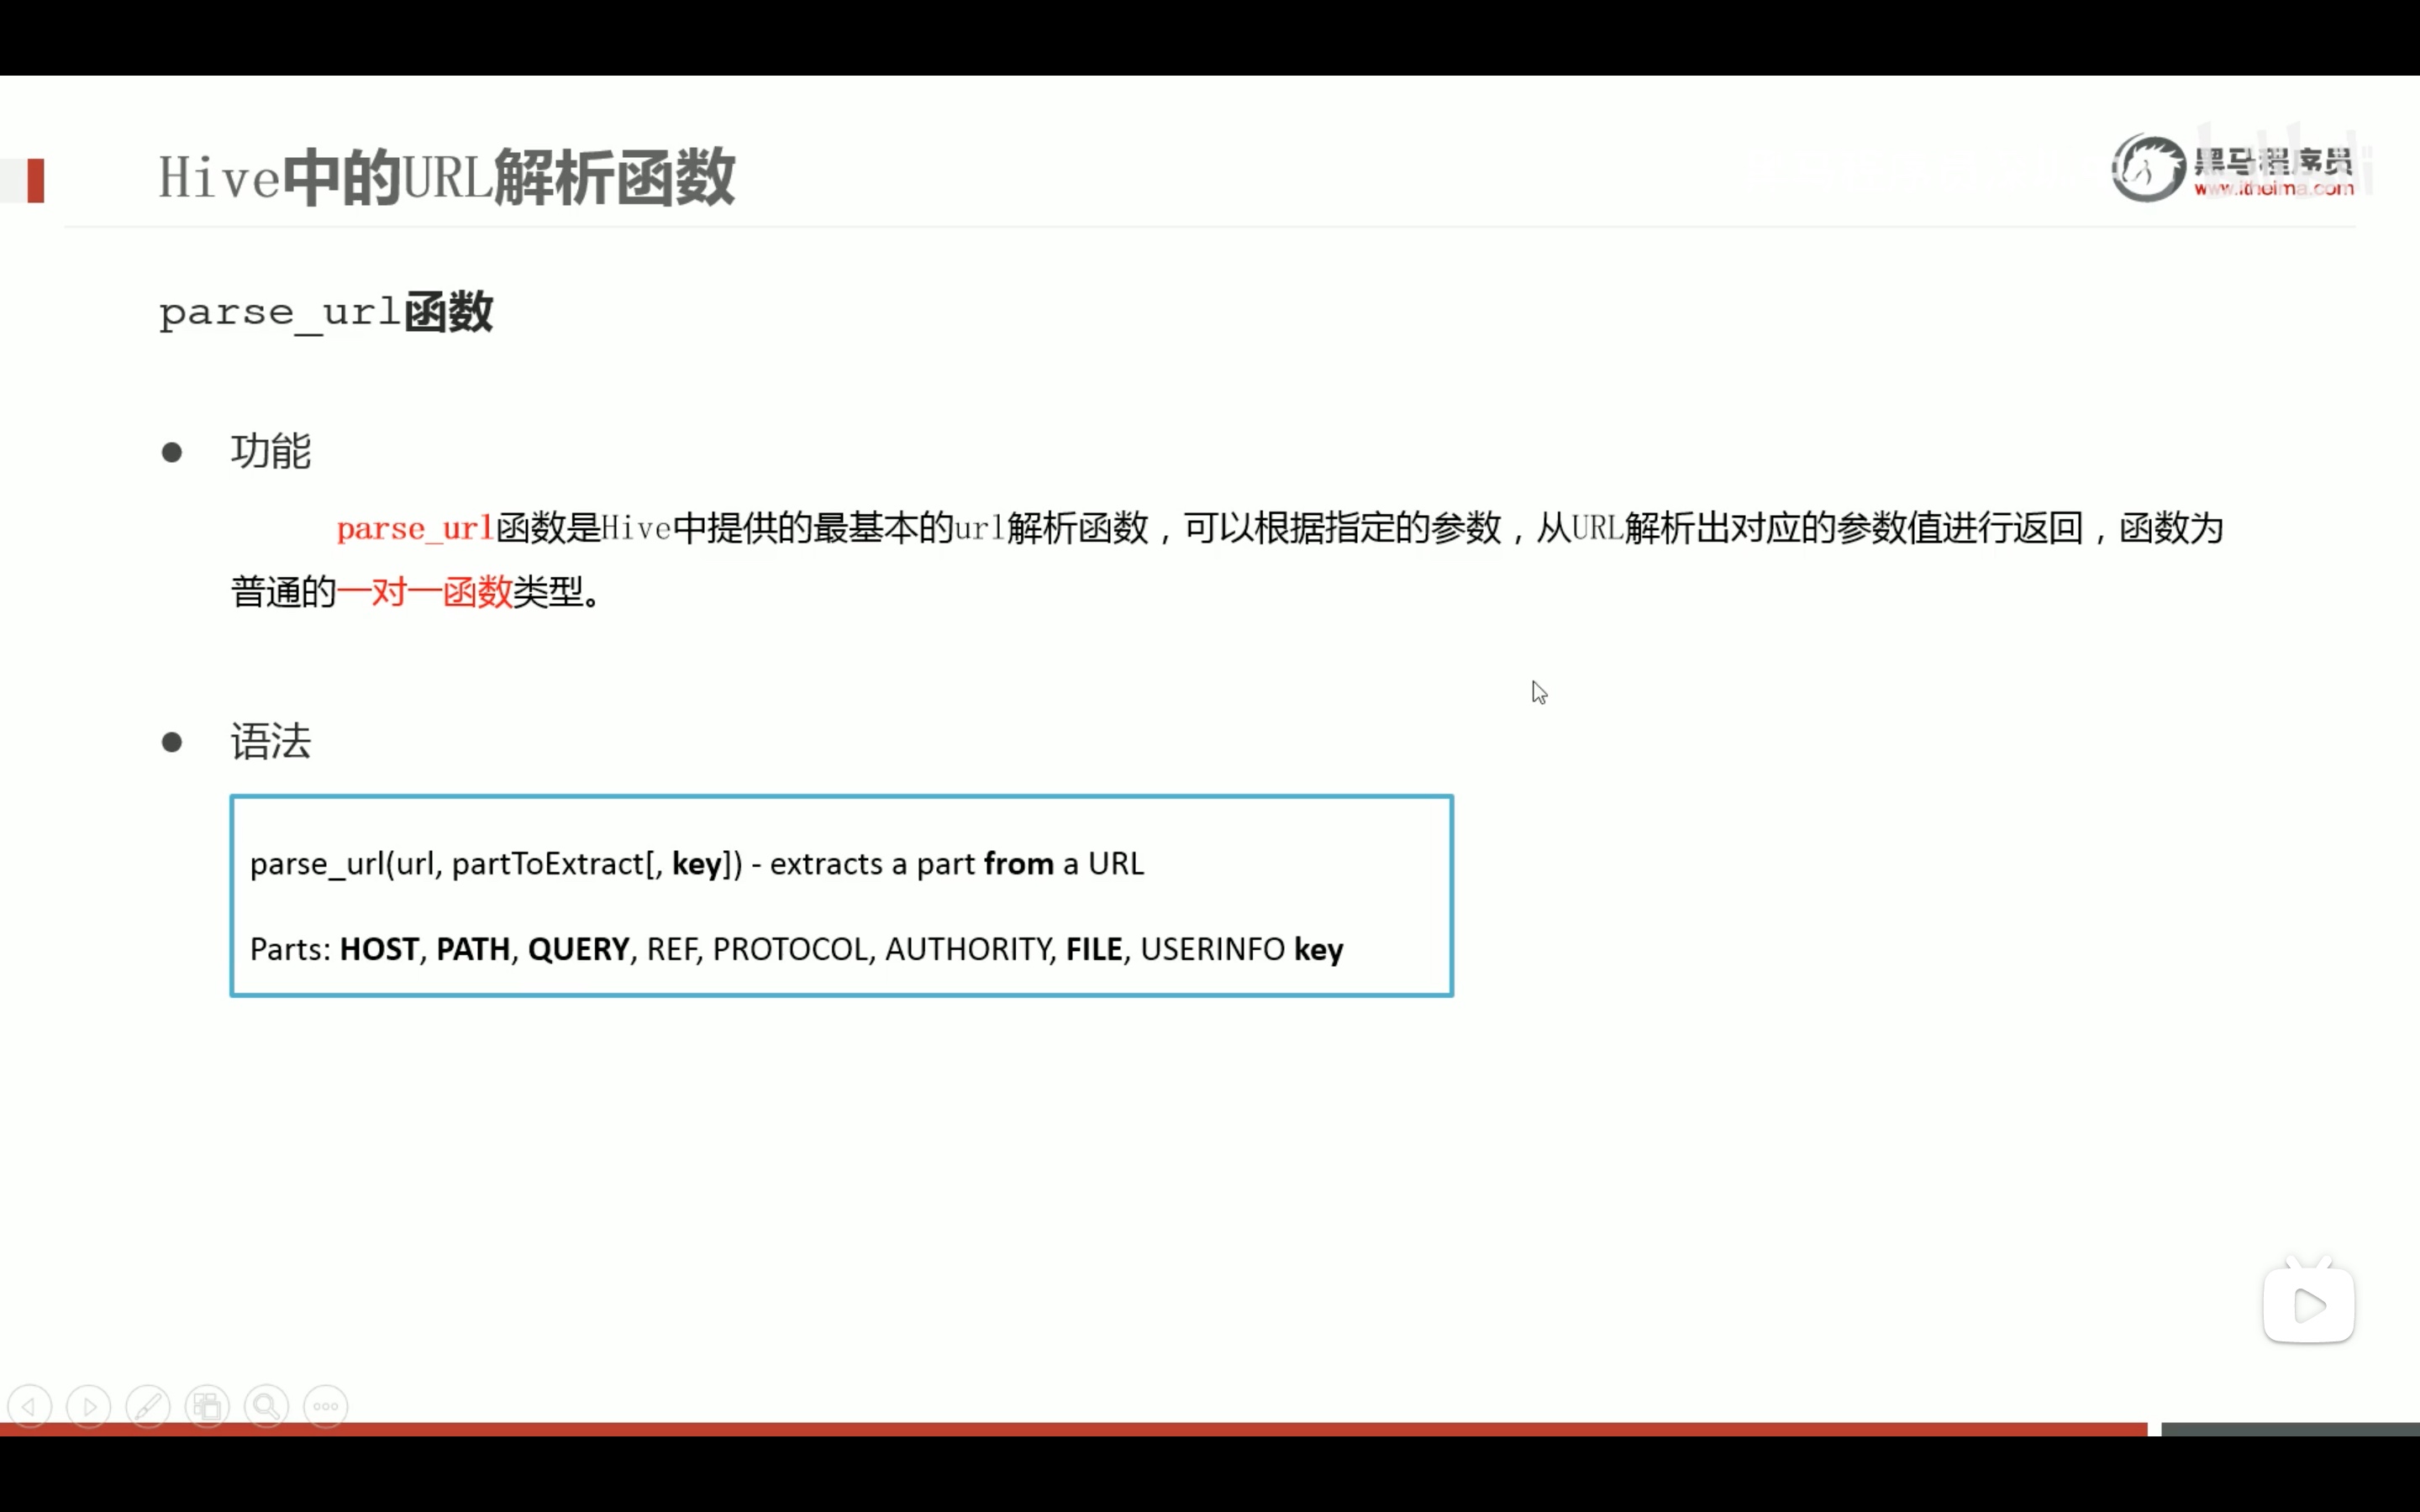 Hive中的URL解析函数
黑马程序员
www.itheima.com
parse_url函数
● 功能
parse_url函数是Hive中提供的最基本的url解析函数，可以根据指定的参数，从URL解析出对应的参数值进行返回，函数为
普通的一对一函数类型。
● 语法
parse_url(url, partToExtract[, key]) - extracts a part from a URL
Parts: HOST, PATH, QUERY, REF, PROTOCOL, AUTHORITY, FILE, USERINFO key